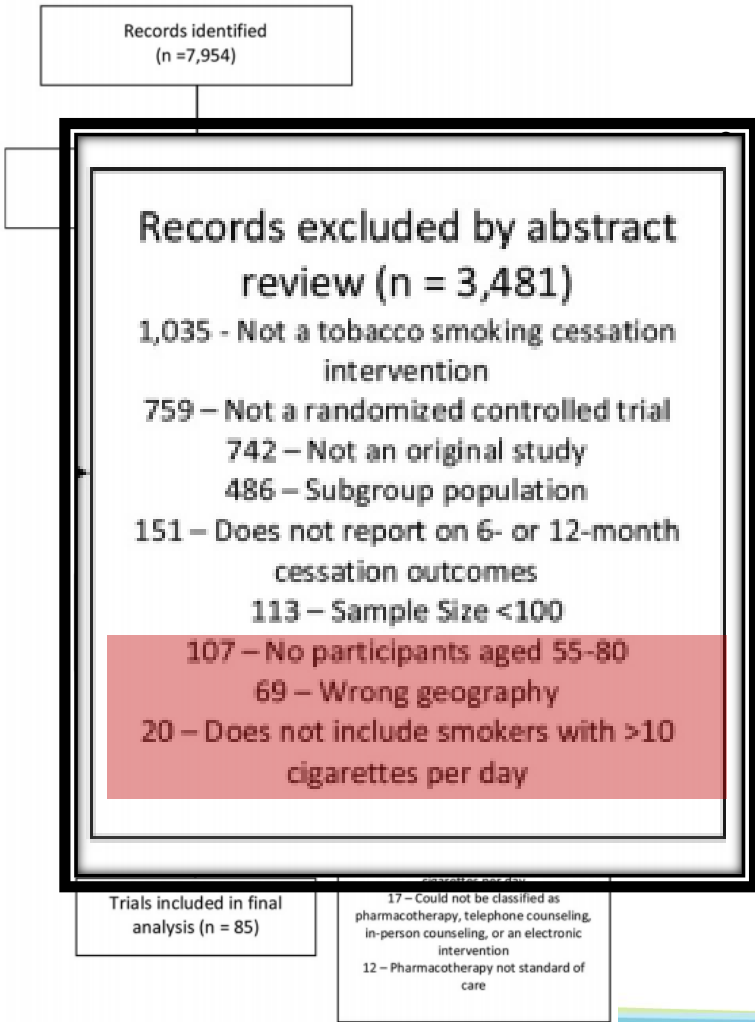 Records identified
(n =7,954)
Records excluded by abstract
review (n = 3,481)
1,035 - Not a tobacco smoking cessation
intervention
759 – Not a randomized controlled trial
742 – Not an original study
486 – Subgroup population
151 – Does not report on 6- or 12-month
cessation outcomes
113 – Sample Size <100
107 – No participants aged 55-80
69 – Wrong geography
20 – Does not include smokers with >10
cigarettes per day
Trials included in final
analysis (n = 85)
cigarettes per day
17 – Could not be classified as
pharmacotherapy, telephone counseling,
in-person counseling, or an electronic
intervention
12 – Pharmacotherapy not standard of
care